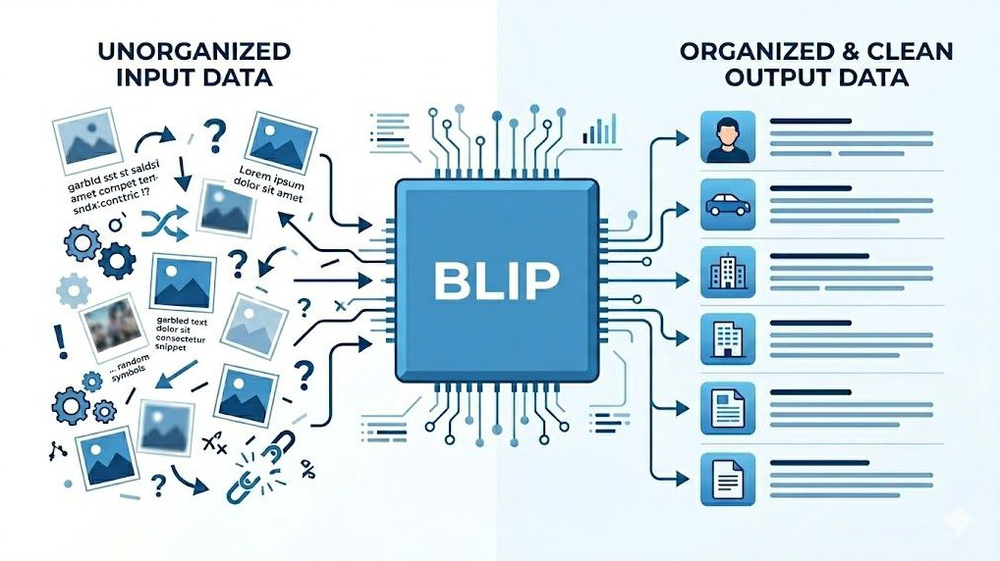 UNORGANIZED
INPUT DATA
ORGANIZED & CLEAN
OUTPUT DATA
garbld sst st saldsi
amet compet tert-
sndx:conttric !?
?
Lorem ipsum
dolor sit amet
?
garbled text
dolor sit
consectetur
snippet
?
!
... random
symbols
?
?
BLIP